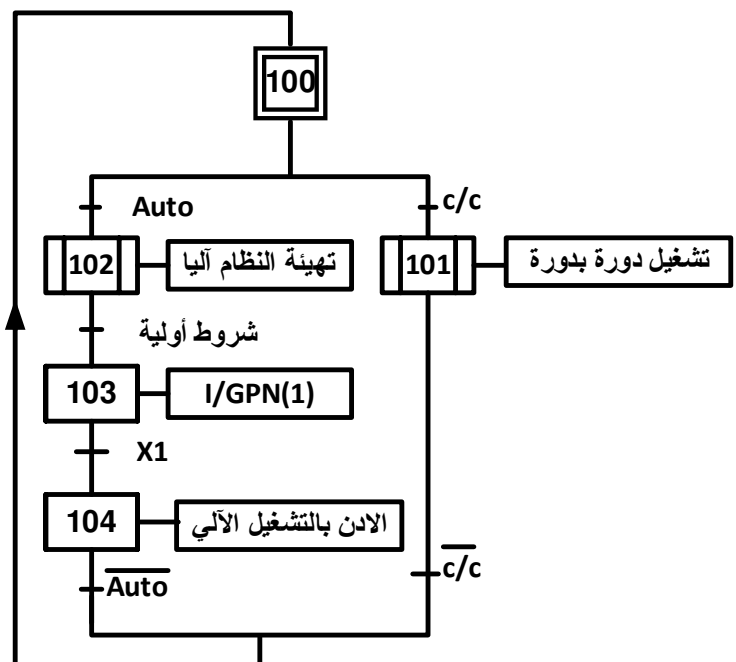 100
Auto
c/c
102
تهيئة النظام آليا
101
تشغيل دورة بدورة
شروط أولية
103
I/GPN(1)
X1
104
الادن بالتشغيل الآلي
A̅u̅t̅o̅
c̅/̅c̅